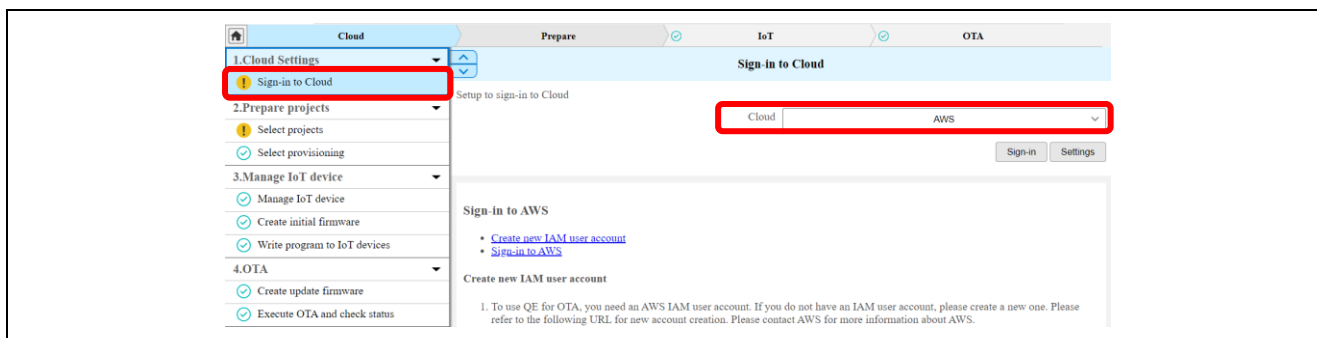 Cloud
Prepare
IoT
OTA
1.Cloud Settings
Sign-in to Cloud
2.Prepare projects
Select projects
Select provisioning
3.Manage IoT device
Manage IoT device
Create initial firmware
Write program to IoT devices
4.OTA
Create update firmware
Execute OTA and check status
Sign-in to Cloud
Setup to sign-in to Cloud
Cloud AWS
Sign-in Settings
Sign-in to AWS
• Create new IAM user account
• Sign-in to AWS
Create new IAM user account
1. To use QE for OTA, you need an AWS IAM user account. If you do not have an IAM user account, please create a new one. Please
refer to the following URL for new account creation. Please contact AWS for more information about AWS.